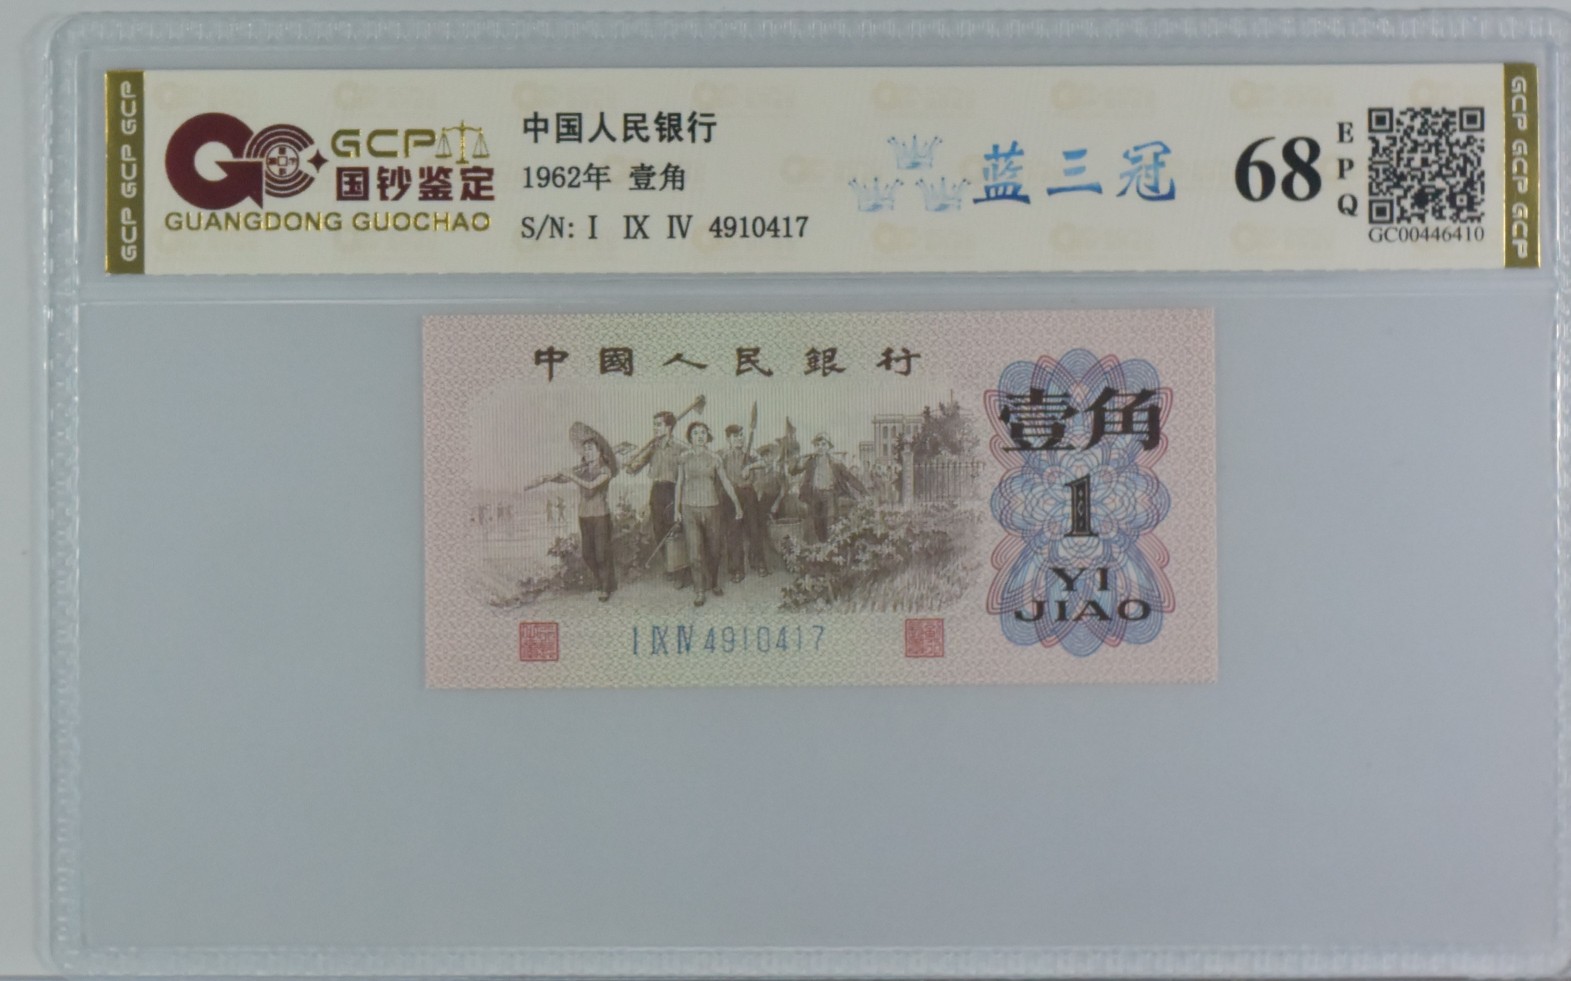 GCP GCP GCP
GCP
国钞鉴定
GUANGDONG GUOCHAO
中国人民银行
1962年 壹角
S/N: I IX IV 4910417
蓝三冠
68
EPQ
GC00446410
GCP GCP GCP
中國人民銀行
壹角
1
YI
JIAO
I IX IV 4910417